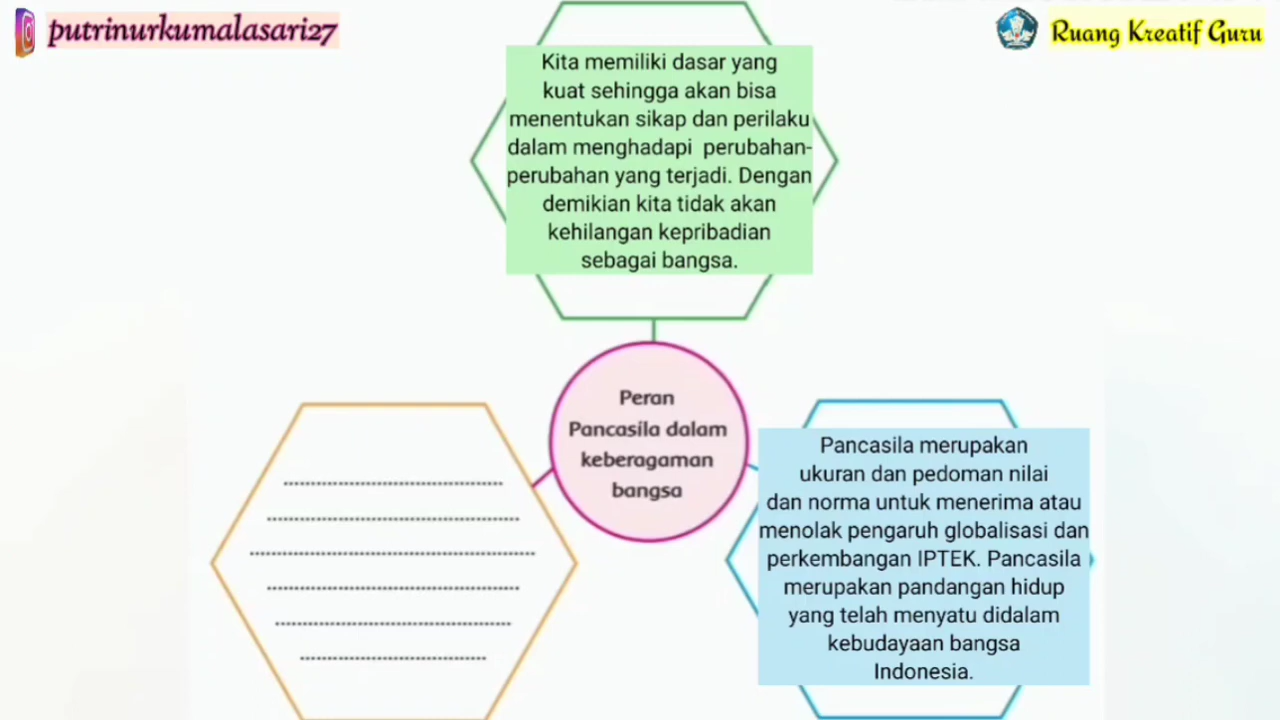 putrinurkumalasari27
Ruang Kreatif Guru
Kita memiliki dasar yang
kuat sehingga akan bisa
menentukan sikap dan perilaku
dalam menghadapi perubahan-
perubahan yang terjadi. Dengan
demikian kita tidak akan
kehilangan kepribadian
sebagai bangsa.
Peran
Pancasila dalam
keberagaman
bangsa
Pancasila merupakan
ukuran dan pedoman nilai
dan norma untuk menerima atau
menolak pengaruh globalisasi dan
perkembangan IPTEK. Pancasila
merupakan pandangan hidup
yang telah menyatu didalam
kebudayaan bangsa
Indonesia.